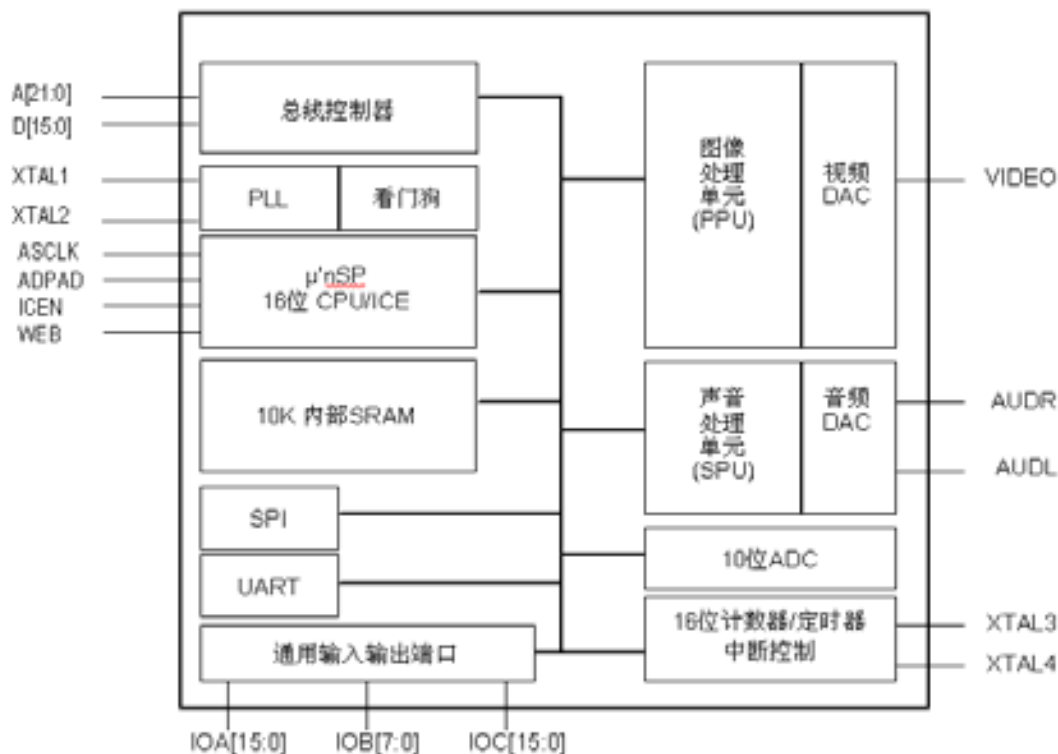 A[21:0]
D[15:0]
XTAL1
XTAL2
ASCLK
ADPAD
ICEN
WEB
总线控制器
PLL
看门狗
μ'nSP
16位 CPU/ICE
10K 内部SRAM
SPI
UART
通用输入输出端口
IOA[15:0]
IOB[7:0]
IOC[15:0]
图像
处理
单元
(PPU)
视频
DAC
声音
处理
单元
(SPU)
音频
DAC
10位ADC
16位计数器/定时器
中断控制
VIDEO
AUDR
AUDL
XTAL3
XTAL4